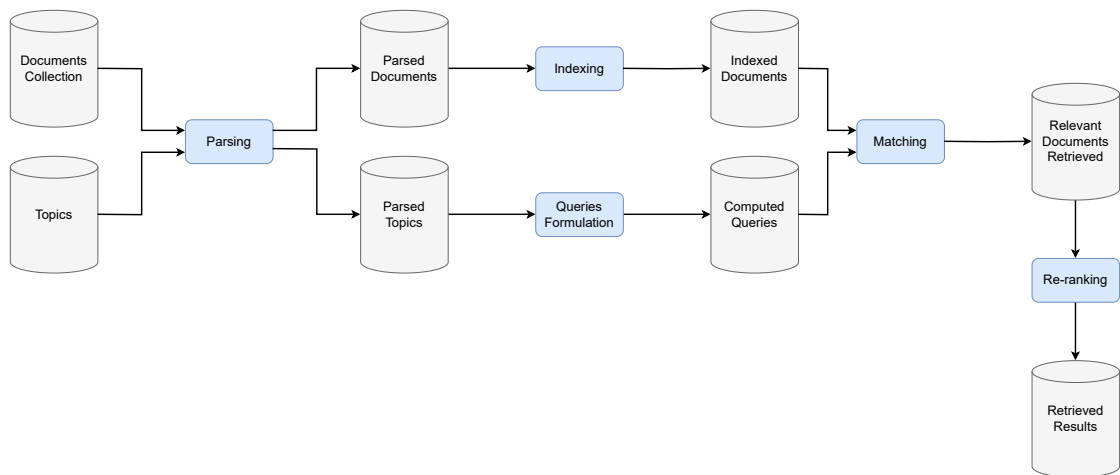 Documents
Collection
Parsed
Documents
Indexing
Indexed
Documents
Parsing
Matching
Relevant
Documents
Retrieved
Topics
Parsed
Topics
Queries
Formulation
Computed
Queries
Re-ranking
Retrieved
Results